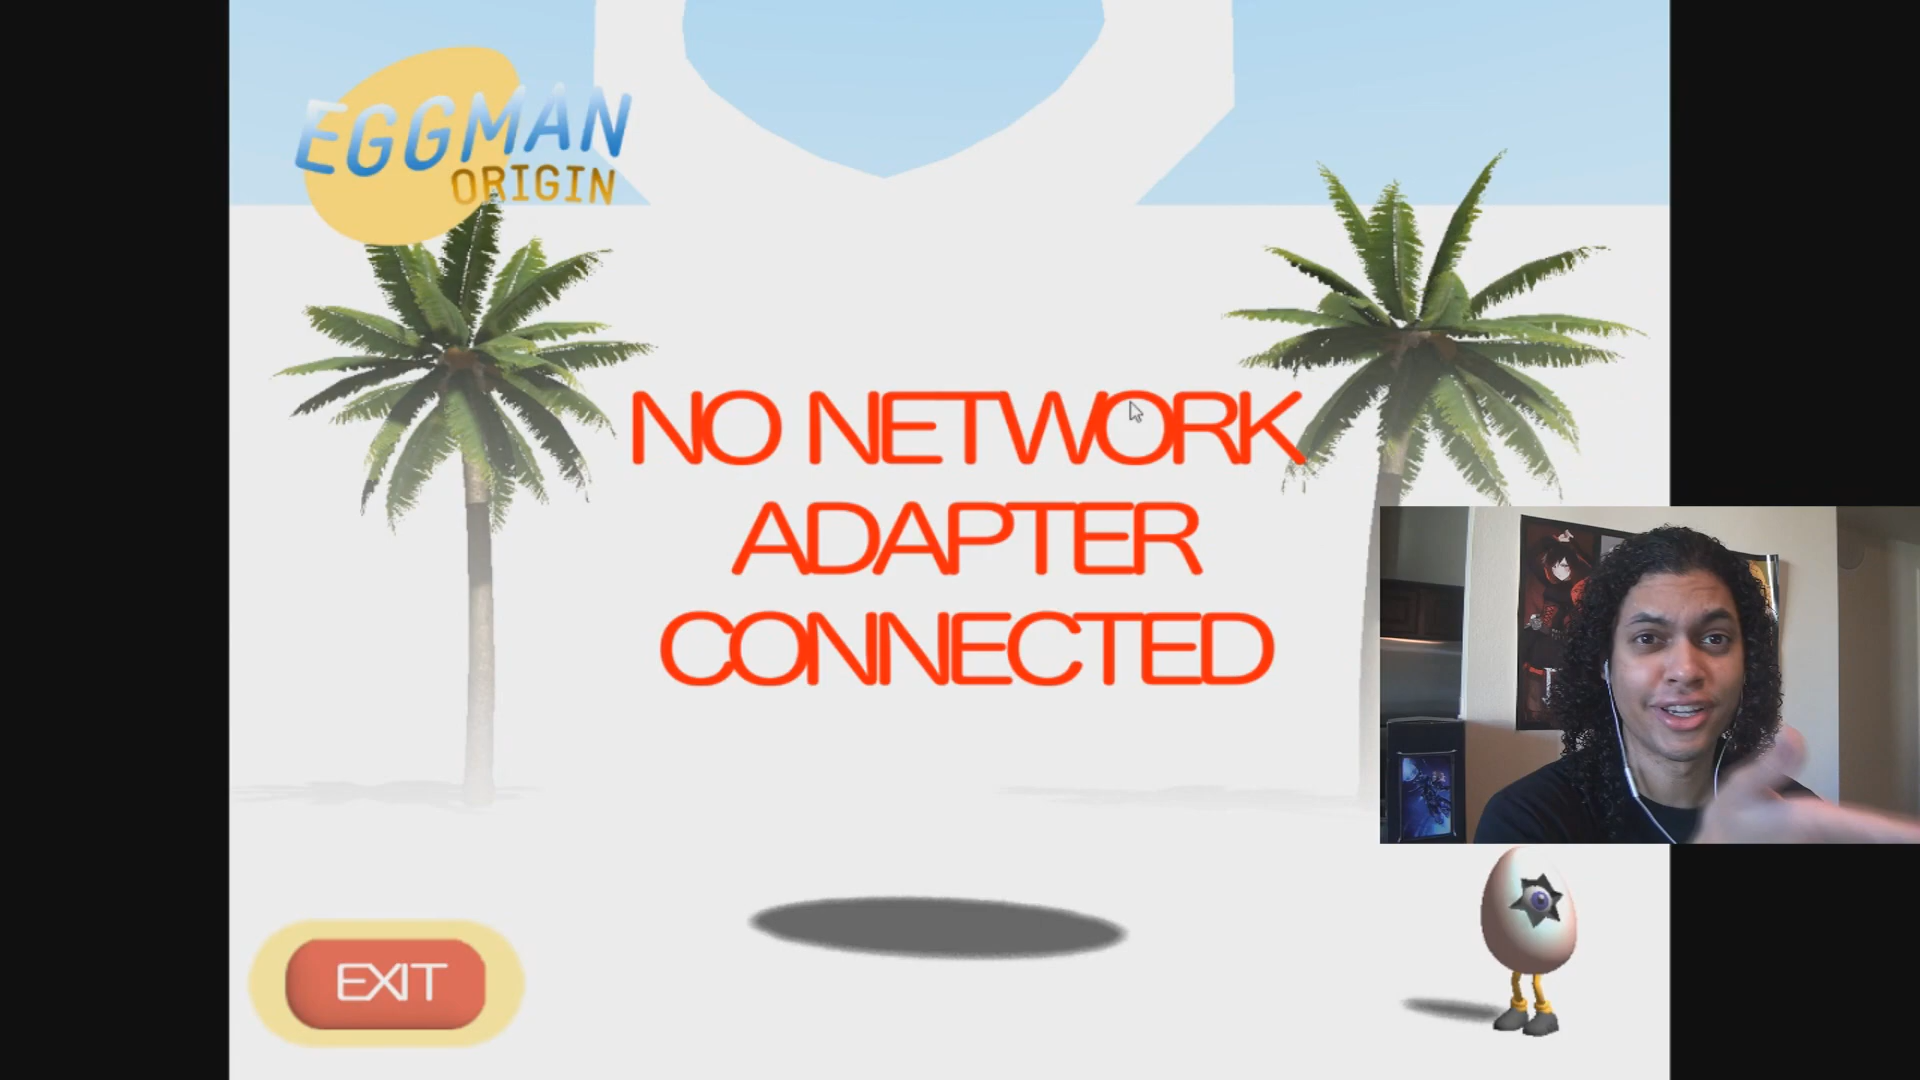 EGGMAN
ORIGIN
NO NETWORK
ADAPTER
CONNECTED
EXIT